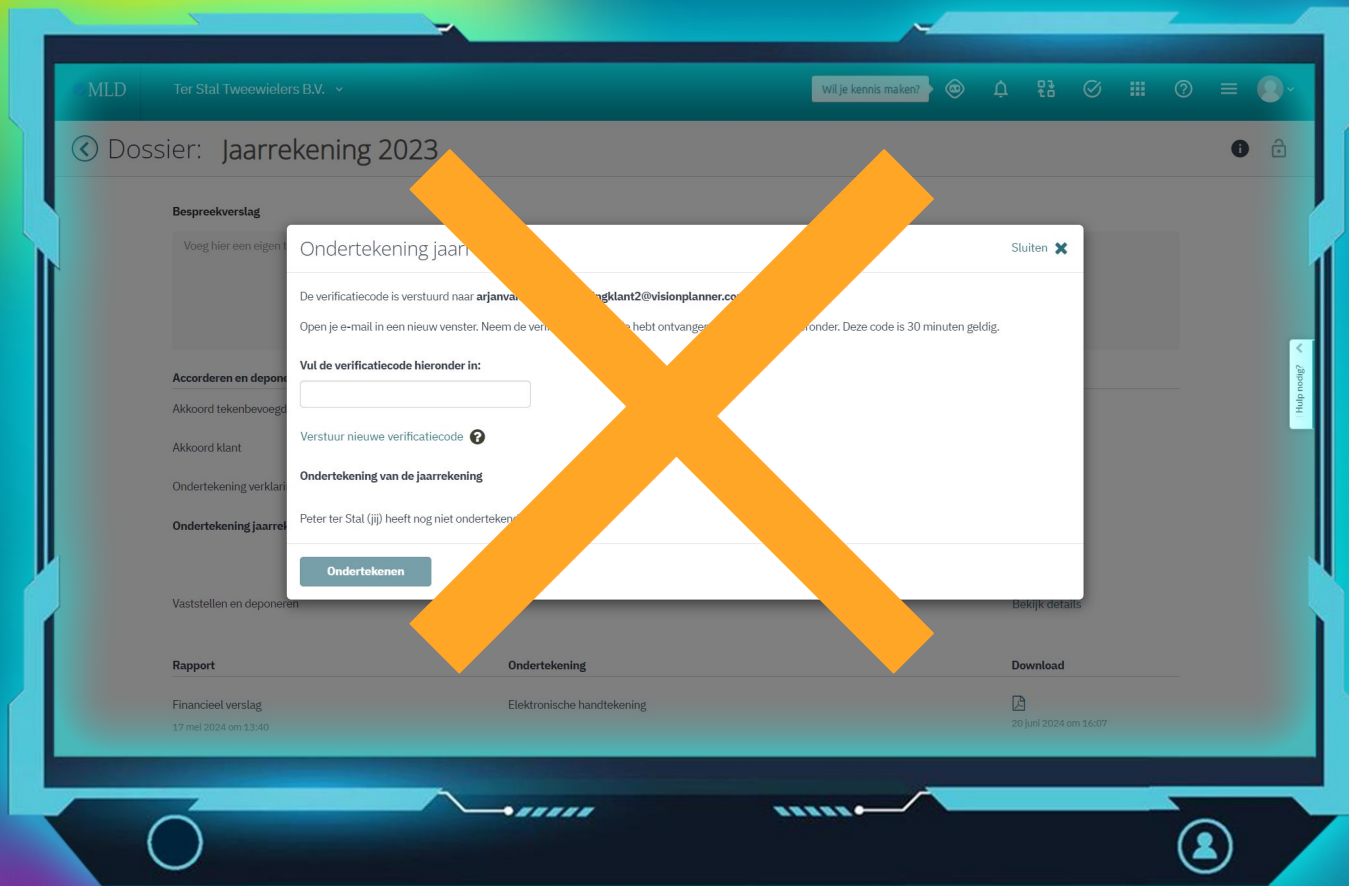 MLD
Ter Stal Tweewielers B.V.
Wil je kennis maken?
Dossier: Jaarrekening 2023
Bespreekverslag
Voeg hier een eigen
Ondertekening jaarr
Sluiten
De verificatiecode is verstuurd naar arjanva ngklant2@visionplanner.co
Open je e-mail in een nieuw venster. Neem de veri hebt ontvangen ronder. Deze code is 30 minuten geldig.
Vul de verificatiecode hieronder in:
Hulp nodig?
Accorderen en depone
Akkoord tekenbevoegd
Verstuur nieuwe verificatiecode
Akkoord klant
Ondertekening van de jaarrekening
Ondertekening verklari
Peter ter Stal (jij) heeft nog niet ondertekend
Ondertekening jaarrek
Ondertekenen
Vaststellen en deponeren
Bekijk details
Rapport Ondertekening Download
Financieel verslag Elektronische handtekening
17 mei 2024 om 13:40
20 juni 2024 om 16:07